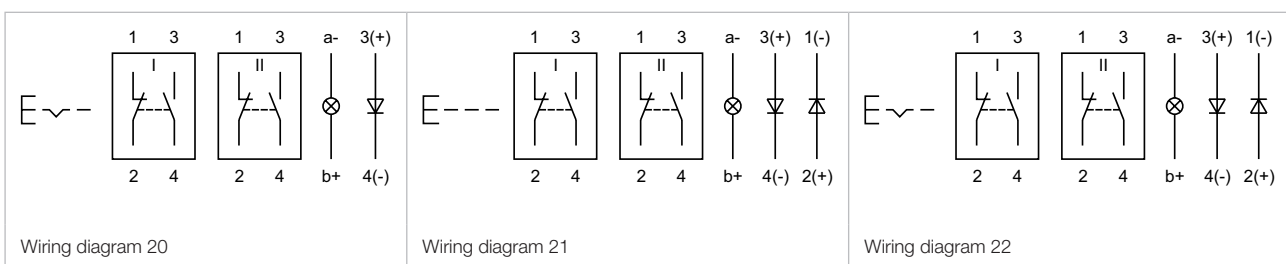 1 3 1 3 a- 3(+)
I II
2 4 2 4 b+ 4(-)
Wiring diagram 20
1 3 1 3 a- 3(+) 1(-)
I II
2 4 2 4 b+ 4(-) 2(+)
Wiring diagram 21
1 3 1 3 a- 3(+) 1(-)
I II
2 4 2 4 b+ 4(-) 2(+)
Wiring diagram 22